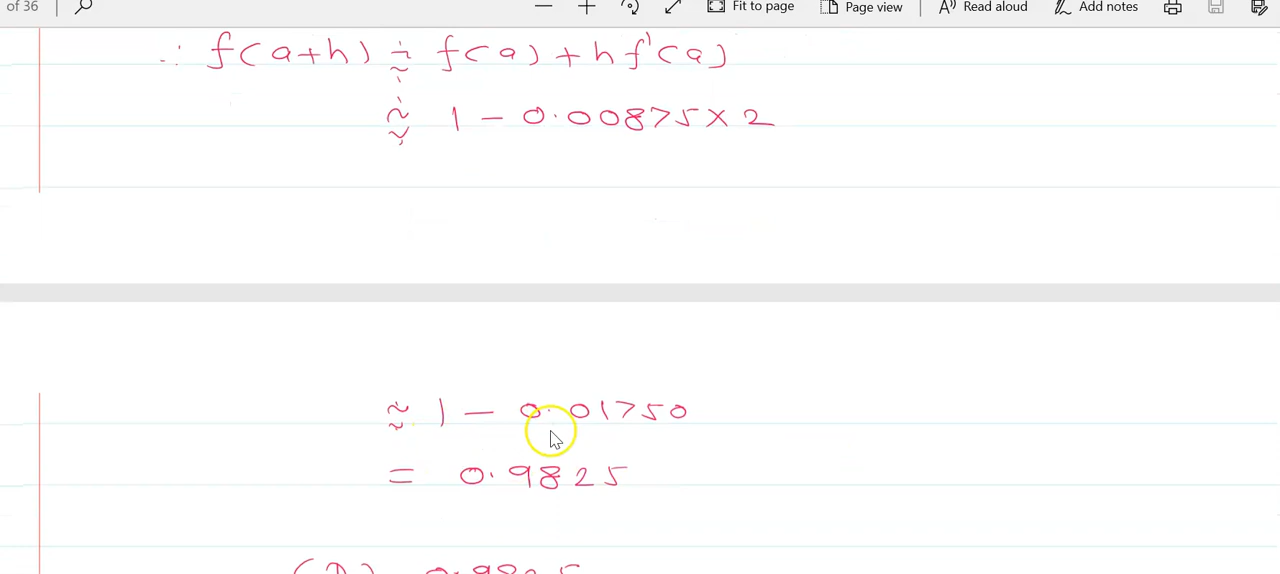 of 36 Fit to page Page view Read aloud Add notes
∴ f(a+h) ≈ f(a) + h f'(a)
≈ 1 - 0.00875 × 2
≈ 1 - 0.01750
= 0.9825